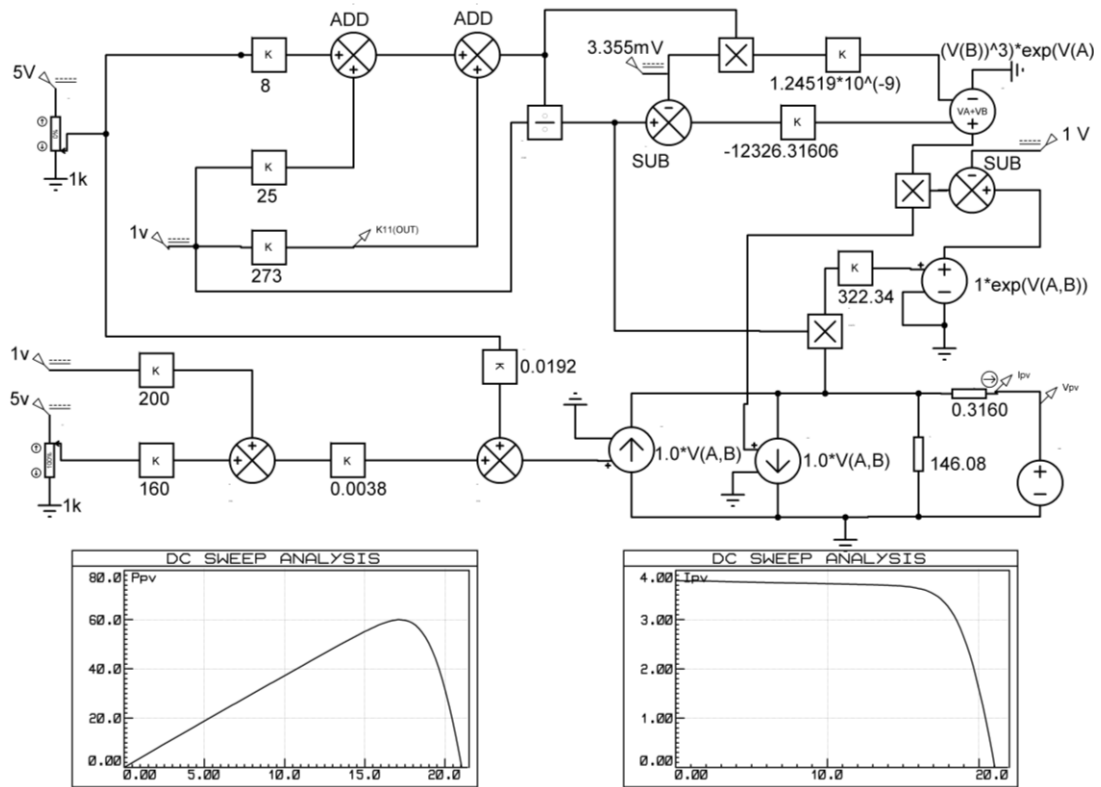 ADD
ADD
5V
K
8
3.355mV
K
1.24519*10^(-9)
(V(B))^3)*exp(V(A)
VA+VB
0%
1k
K
25
SUB
K
-12326.31606
1 V
SUB
1v
K
273
K11(OUT)
K
322.34
1*exp(V(A,B))
1v
K
200
K
0.0192
5v
100%
1k
K
160
K
0.0038
1.0*V(A,B)
1.0*V(A,B)
146.08
0.3160
Ipv
Vpv
DC SWEEP ANALYSIS
Ppv
80.0
60.0
40.0
20.0
0.00
0.00
5.00
10.0
15.0
20.0
DC SWEEP ANALYSIS
Ipv
4.00
3.00
2.00
1.00
0.00
0.00
10.0
20.0